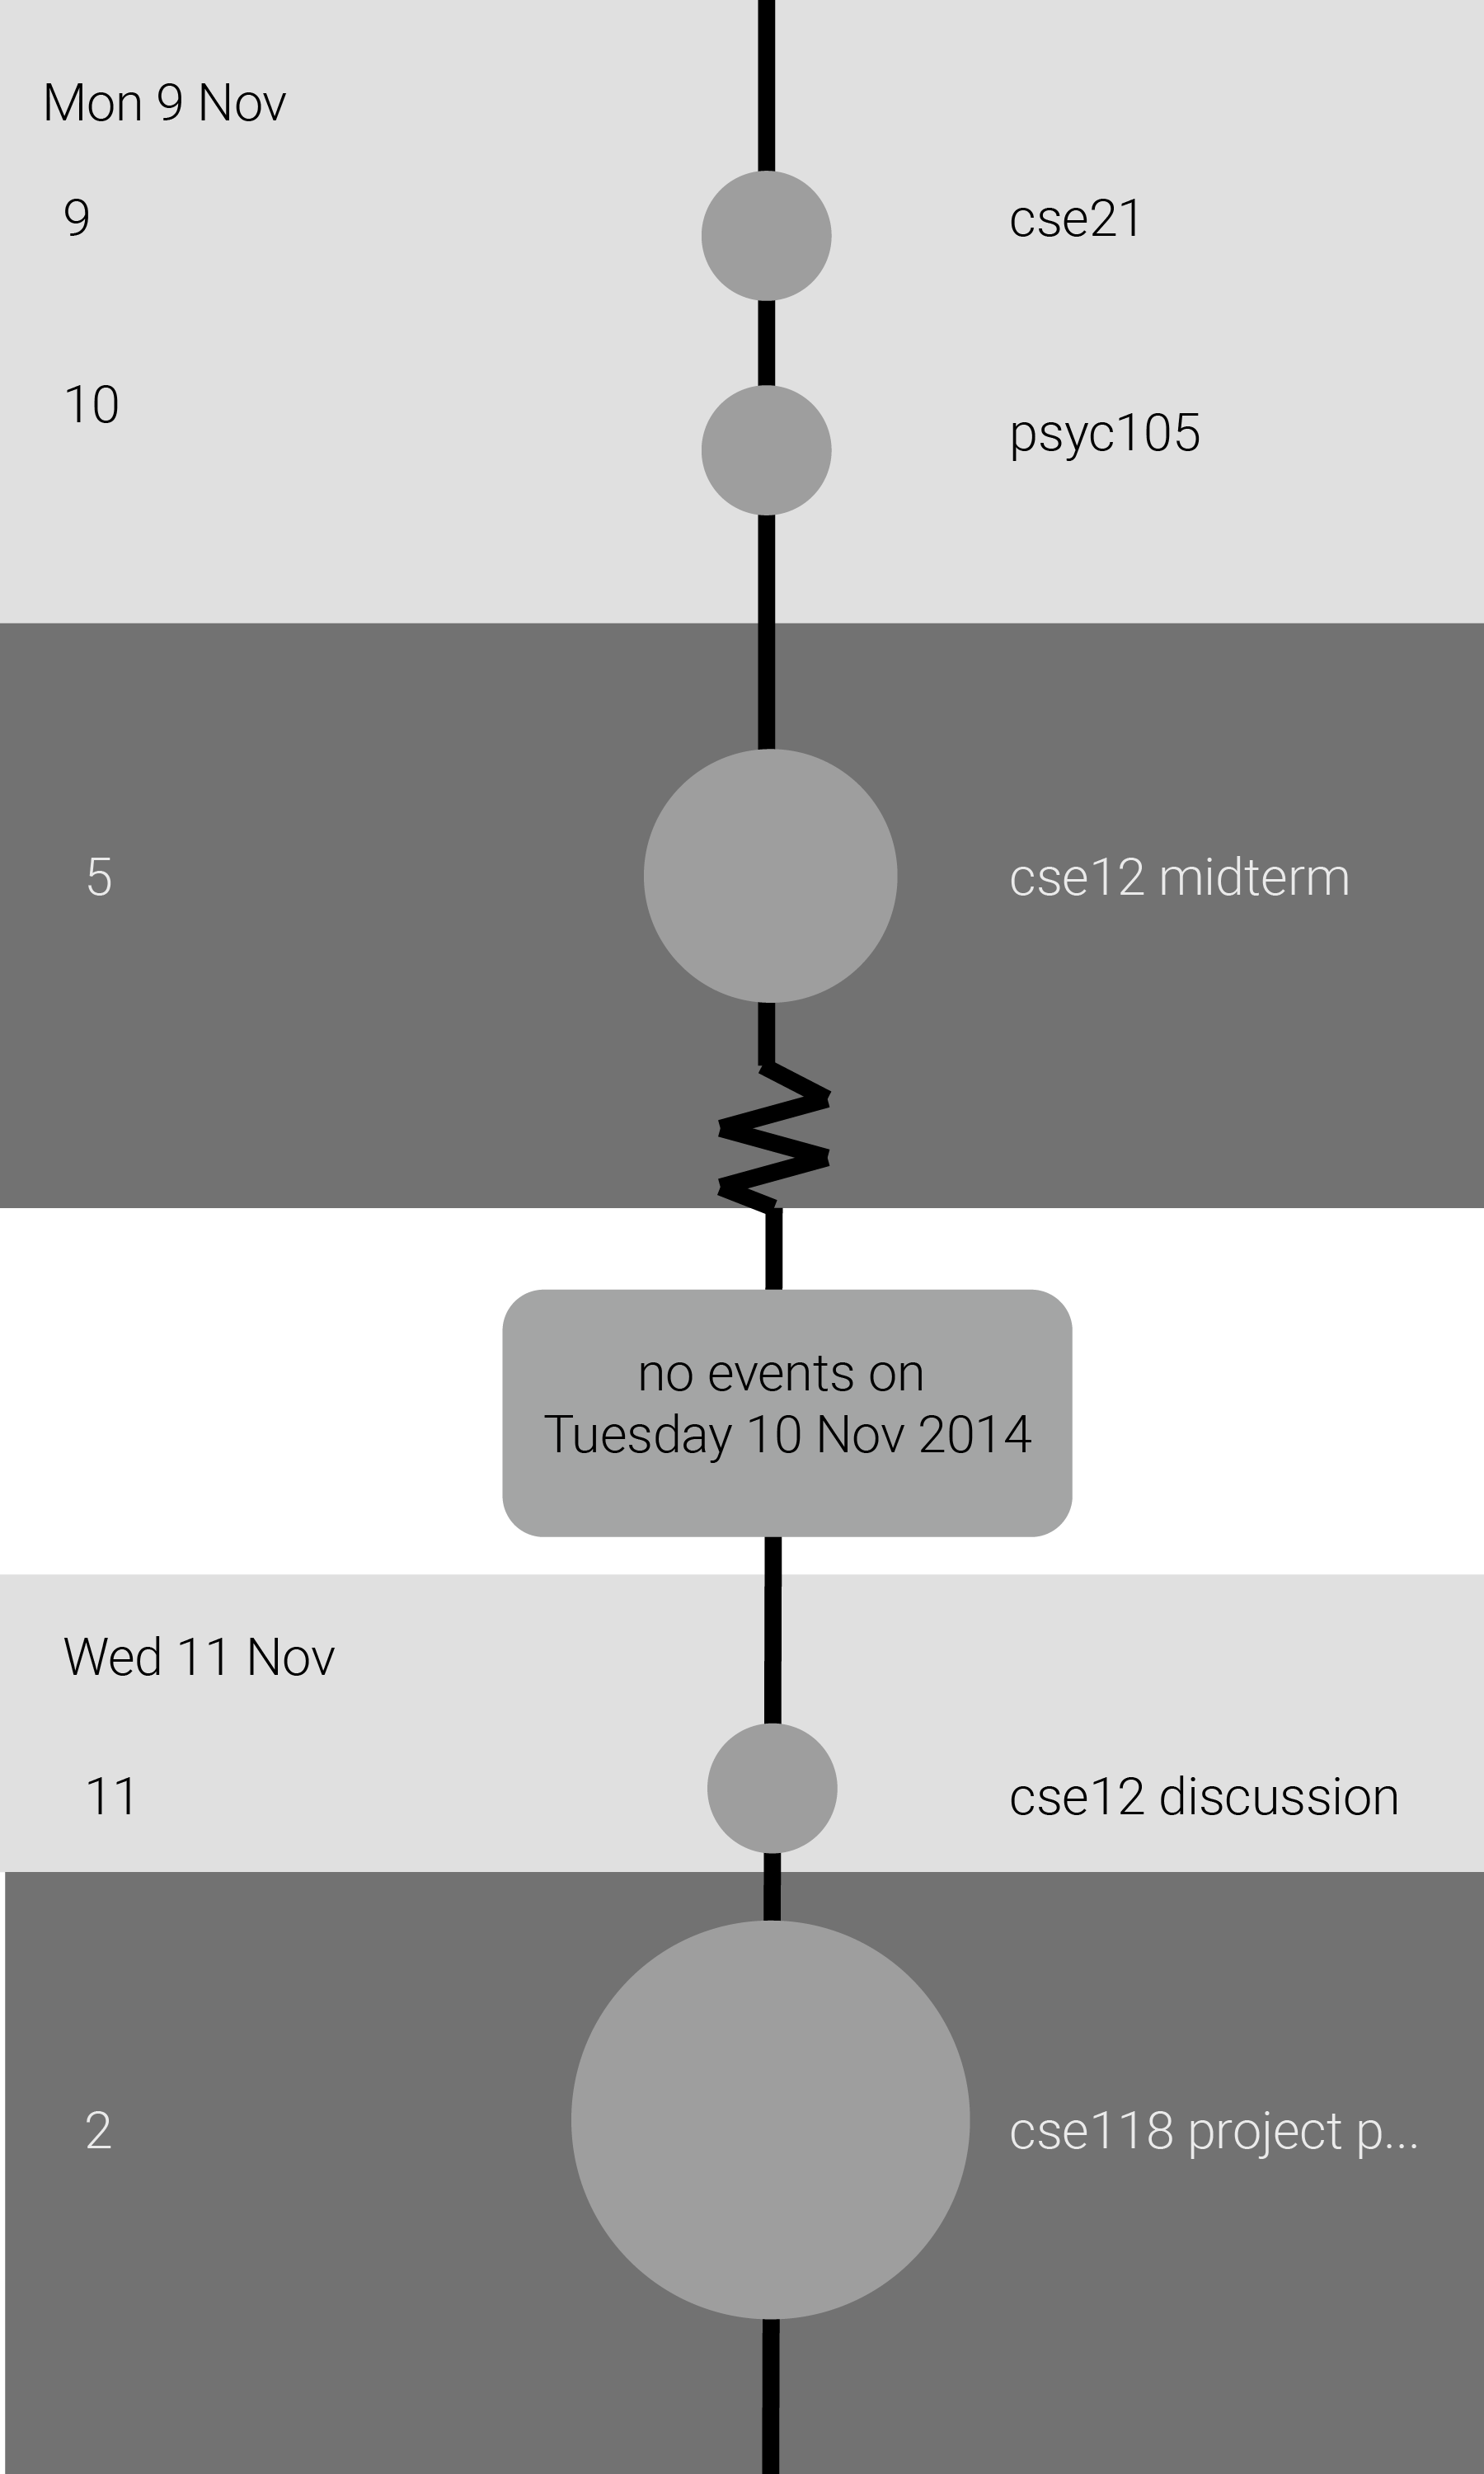 Mon 9 Nov
9
cse21
10
psyc105
5
cse12 midterm
no events on
Tuesday 10 Nov 2014
Wed 11 Nov
11
cse12 discussion
2
cse118 project p...